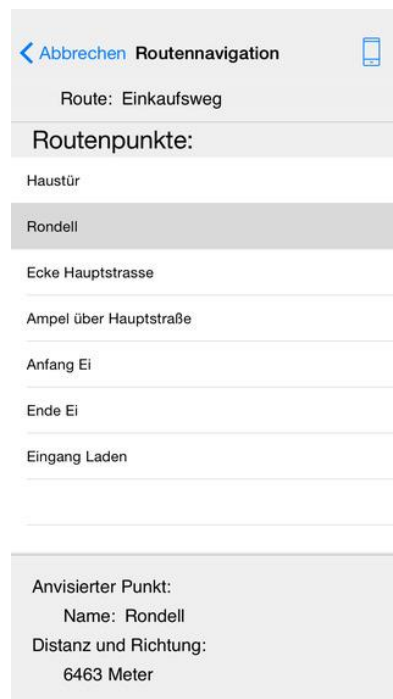 Abbrechen Routennavigation
Route: Einkaufsweg
Routenpunkte:
Haustür
Rondell
Ecke Hauptstrasse
Ampel über Hauptstraße
Anfang Ei
Ende Ei
Eingang Laden
Anvisierter Punkt:
Name: Rondell
Distanz und Richtung:
6463 Meter